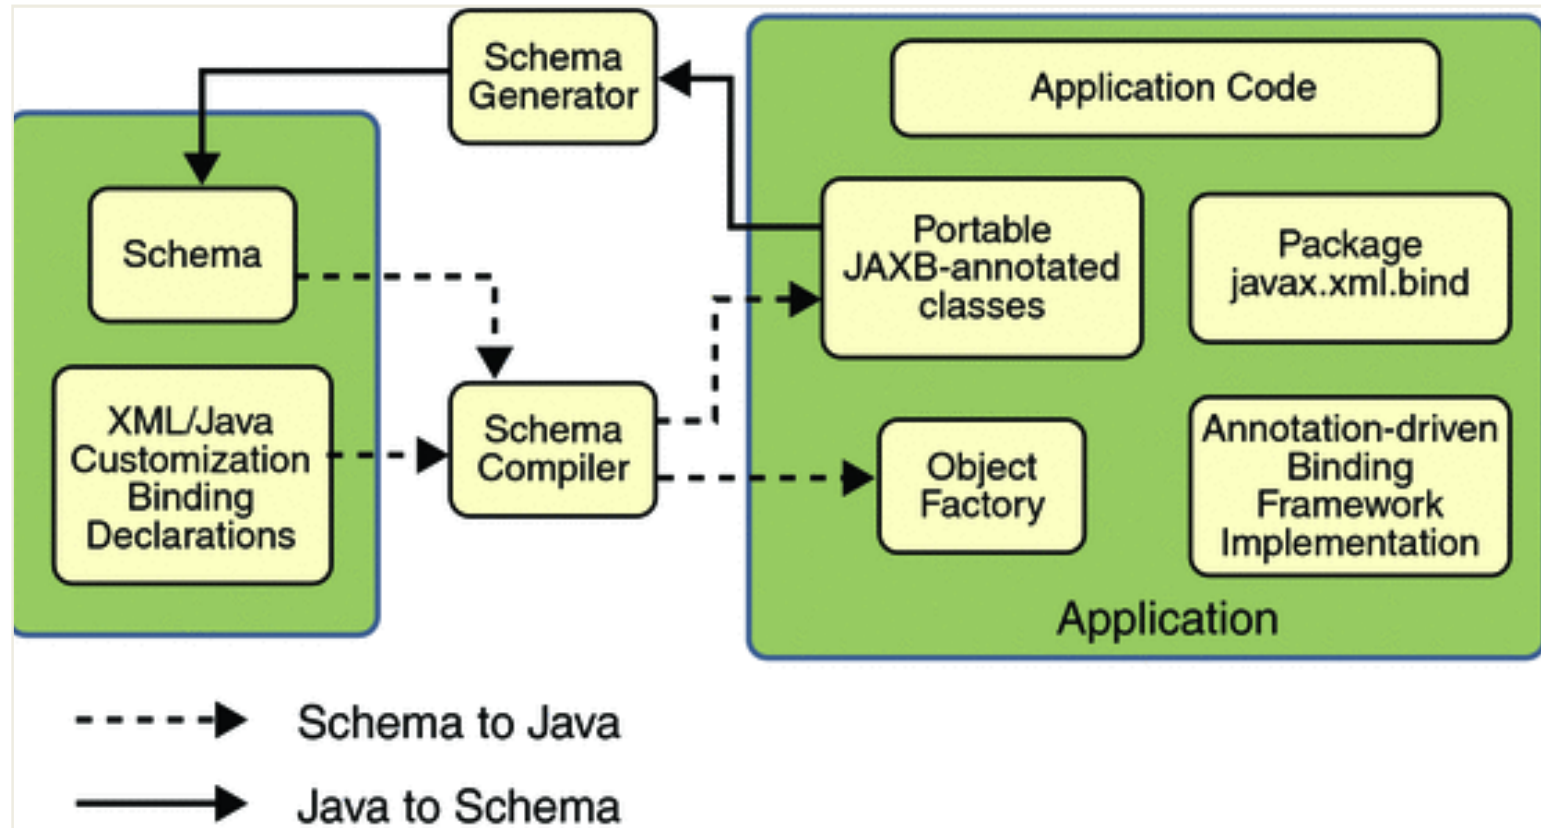 Schema
Generator
Application Code
Schema
Portable
JAXB-annotated
classes
Package
javax.xml.bind
XML/Java
Customization
Binding
Declarations
Schema
Compiler
Object
Factory
Annotation-driven
Binding
Framework
Implementation
Application
Schema to Java
Java to Schema